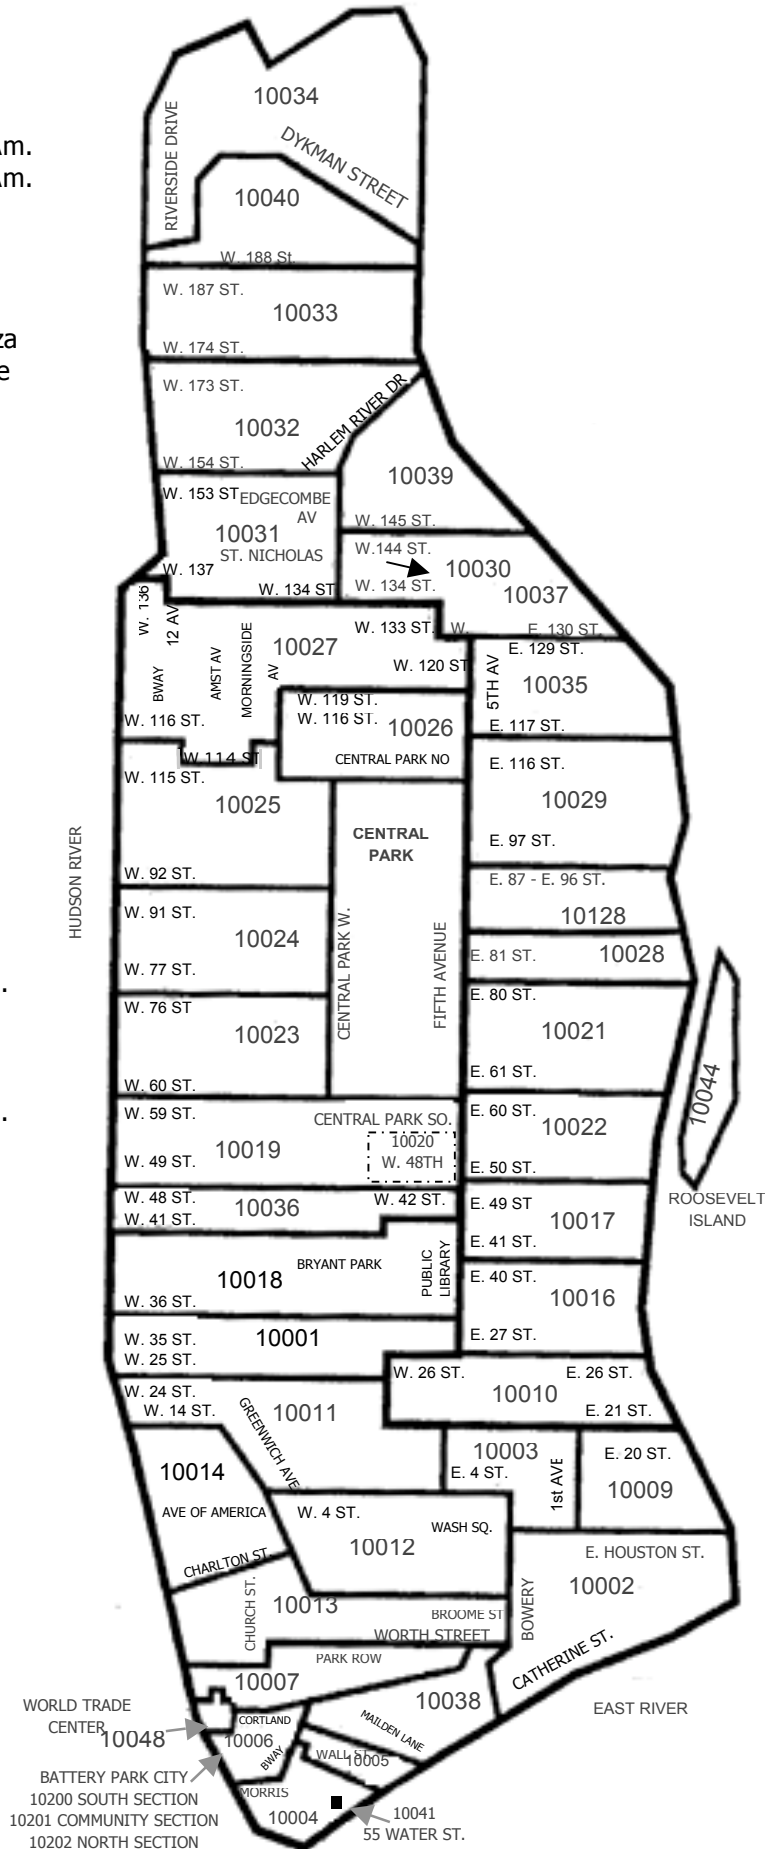 Am.
Am.
za
e
.
.
10034
RIVERSIDE DRIVE
DYKMAN STREET
10040
W. 188 St.
W. 187 ST.
10033
W. 174 ST.
W. 173 ST.
10032
HARLEM RIVER DR
W. 154 ST.
10039
W. 153 ST
EDGECOMBE
AV
10031
ST. NICHOLAS
W. 145 ST.
W.144 ST.
10030
W. 137
W. 134 ST
W. 134 ST.
10037
W. 136
12 AV
W. 133 ST.
W.
E. 130 ST.
10027
BWAY
AMST AV
MORNINGSIDE
AV
W. 120 ST
5TH AV
E. 129 ST.
10035
W. 119 ST.
W. 116 ST.
10026
W. 116 ST.
E. 117 ST.
W. 114 ST
CENTRAL PARK NO
W. 115 ST.
E. 116 ST.
10025
10029
CENTRAL
PARK
E. 97 ST.
HUDSON RIVER
W. 92 ST.
E. 87 - E. 96 ST.
W. 91 ST.
10128
10024
CENTRAL PARK W.
FIFTH AVENUE
E. 81 ST.
10028
W. 77 ST.
W. 76 ST
E. 80 ST.
10023
10021
W. 60 ST.
E. 61 ST.
10044
W. 59 ST.
CENTRAL PARK SO.
E. 60 ST.
10019
10020
W. 48TH
10022
W. 49 ST.
E. 50 ST.
W. 48 ST.
W. 42 ST.
10036
W. 41 ST.
E. 49 ST
10017
ROOSEVELT
ISLAND
E. 41 ST.
BRYANT PARK
PUBLIC
LIBRARY
10018
E. 40 ST.
W. 36 ST.
10016
W. 35 ST.
10001
E. 27 ST.
W. 25 ST.
W. 26 ST.
E. 26 ST.
W. 24 ST.
10010
W. 14 ST.
GREENWICH AVE
10011
E. 21 ST.
10014
10003
E. 4 ST.
1st AVE
E. 20 ST.
10009
AVE OF AMERICA
W. 4 ST.
WASH SQ.
10012
E. HOUSTON ST.
CHARLTON ST.
10002
CHURCH ST.
10013
BROOME ST
BOWERY
WORTH STREET
CATHERINE ST.
PARK ROW
10007
10038
EAST RIVER
WORLD TRADE
CENTER
10048
CORTLAND
10006
BWAY
MAILDEN LANE
WALL ST.
10005
BATTERY PARK CITY
10200 SOUTH SECTION
10201 COMMUNITY SECTION
10202 NORTH SECTION
MORRIS
10004
10041
55 WATER ST.